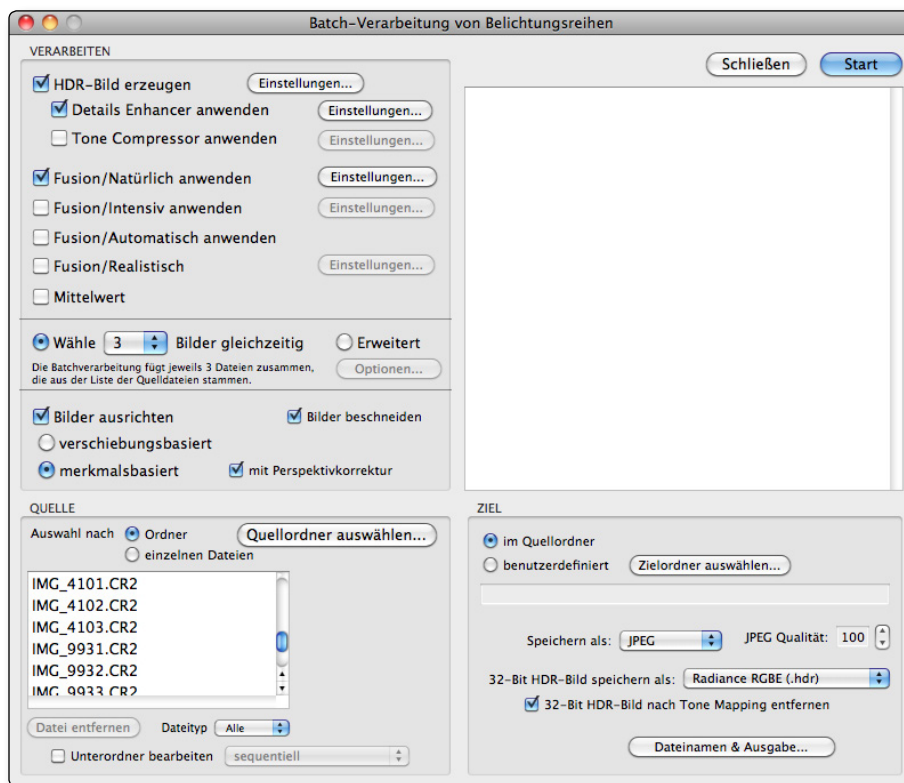 Batch-Verarbeitung von Belichtungsreihen
VERARBEITEN
Schließen
Start
HDR-Bild erzeugen
Einstellungen...
Details Enhancer anwenden
Einstellungen...
Tone Compressor anwenden
Einstellungen...
Fusion/Natürlich anwenden
Einstellungen...
Fusion/Intensiv anwenden
Einstellungen...
Fusion/Automatisch anwenden
Fusion/Realistisch
Einstellungen...
Mittelwert
Wähle 3 Bilder gleichzeitig
Erweitert
Die Batchverarbeitung fügt jeweils 3 Dateien zusammen,
die aus der Liste der Quelldateien stammen.
Optionen...
Bilder ausrichten
Bilder beschneiden
verschiebungsbasiert
merkmalsbasiert
mit Perspektivkorrektur
QUELLE
Auswahl nach
Ordner
Quellordner auswählen...
einzelnen Dateien
IMG_4101.CR2
IMG_4102.CR2
IMG_4103.CR2
IMG_9931.CR2
IMG_9932.CR2
IMG_9933.CR2
Datei entfernen
Dateityp
Alle
Unterordner bearbeiten
sequentiell
ZIEL
im Quellordner
benutzerdefiniert
Zielordner auswählen...
Speichern als:
JPEG
JPEG Qualität:
100
32-Bit HDR-Bild speichern als:
Radiance RGBE (.hdr)
32-Bit HDR-Bild nach Tone Mapping entfernen
Dateinamen & Ausgabe...